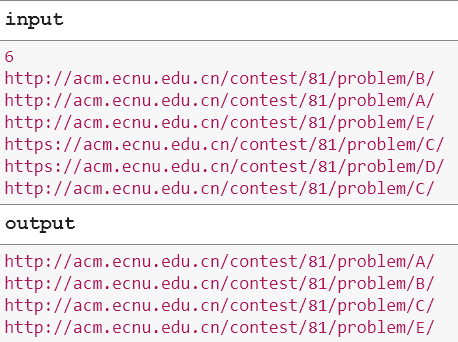 input
6
http://acm.ecnu.edu.cn/contest/81/problem/B/
http://acm.ecnu.edu.cn/contest/81/problem/A/
http://acm.ecnu.edu.cn/contest/81/problem/E/
https://acm.ecnu.edu.cn/contest/81/problem/C/
https://acm.ecnu.edu.cn/contest/81/problem/D/
http://acm.ecnu.edu.cn/contest/81/problem/C/
output
http://acm.ecnu.edu.cn/contest/81/problem/A/
http://acm.ecnu.edu.cn/contest/81/problem/B/
http://acm.ecnu.edu.cn/contest/81/problem/C/
http://acm.ecnu.edu.cn/contest/81/problem/E/